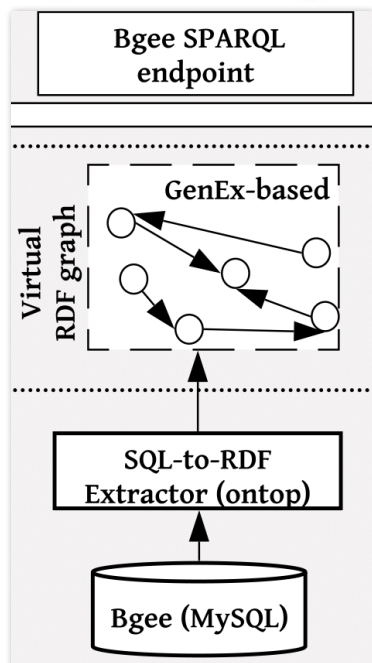 Bgee SPARQL
endpoint
GenEx-based
Virtual
RDF graph
SQL-to-RDF
Extractor (ontop)
Bgee (MySQL)